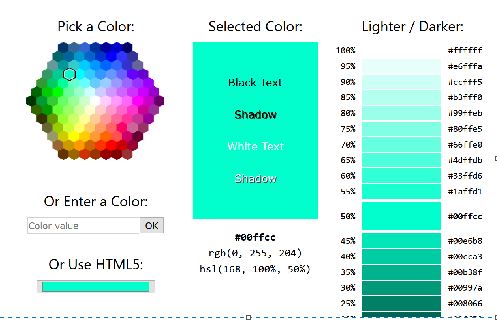 Pick a Color:
Or Enter a Color:
Color value
OK
Or Use HTML5:
Selected Color:
Black Text
Shadow
White Text
Shadow
#00ffcc
rgb(0, 255, 204)
hsl(168, 100%, 50%)
Lighter / Darker:
100% #ffffff
95% #e6fffa
90% #ccfff5
85% #b3fff0
80% #99ffeb
75% #80ffe5
70% #66ffe0
65% #4dffdb
60% #33ffd6
55% #1affd1
50% #00ffcc
45% #00e6b8
40% #00cca3
35% #00b38f
30% #00997a
25% #008066